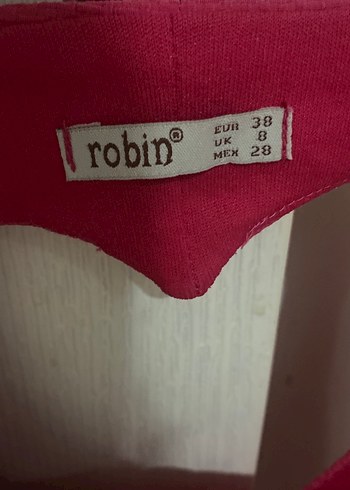 robin®
EUR 38
UK 8
MEX 28